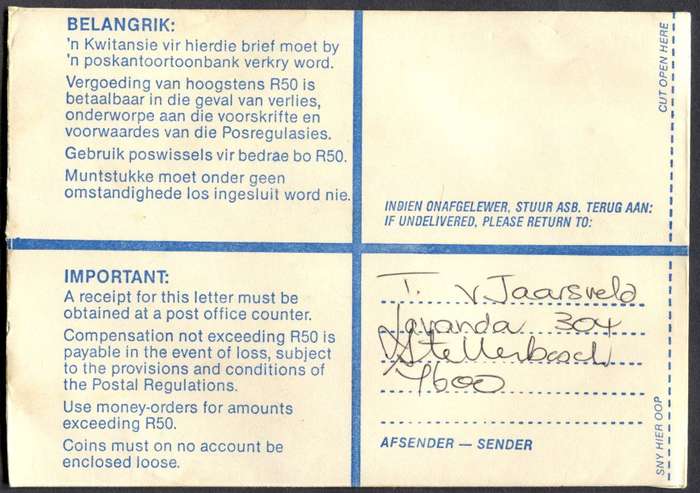 BELANGRIK:
'n Kwitansie vir hierdie brief moet by
'n poskantoortoonbank verkry word.
Vergoeding van hoogstens R50 is
betaalbaar in die geval van verlies,
onderworpe aan die voorskrifte en
voorwaardes van die Posregulasies.
Gebruik poswissels vir bedrae bo R50.
Muntstukke moet onder geen
omstandighede los ingesluit word nie.
INDIEN ONAFGELEWER, STUUR ASB. TERUG AAN:
IF UNDELIVERED, PLEASE RETURN TO:
CUT OPEN HERE
IMPORTANT:
A receipt for this letter must be
obtained at a post office counter.
Compensation not exceeding R50 is
payable in the event of loss, subject
to the provisions and conditions of
the Postal Regulations.
Use money-orders for amounts
exceeding R50.
Coins must on no account be
enclosed loose.
T. v Jaarsveld
Lavanda 304
Stellenbosch
7600
AFSENDER — SENDER
SNY HIER OOP